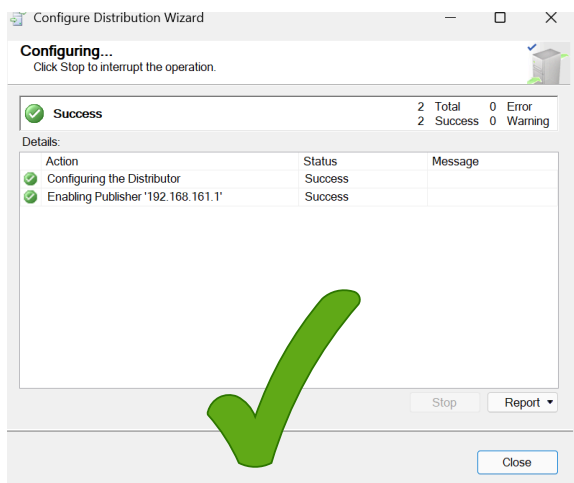 Configure Distribution Wizard
Configuring...
Click Stop to interrupt the operation.
Success 2 Total 0 Error
2 Success 0 Warning
Details:
Action Status Message
Configuring the Distributor Success
Enabling Publisher '192.168.161.1' Success
Stop Report
Close